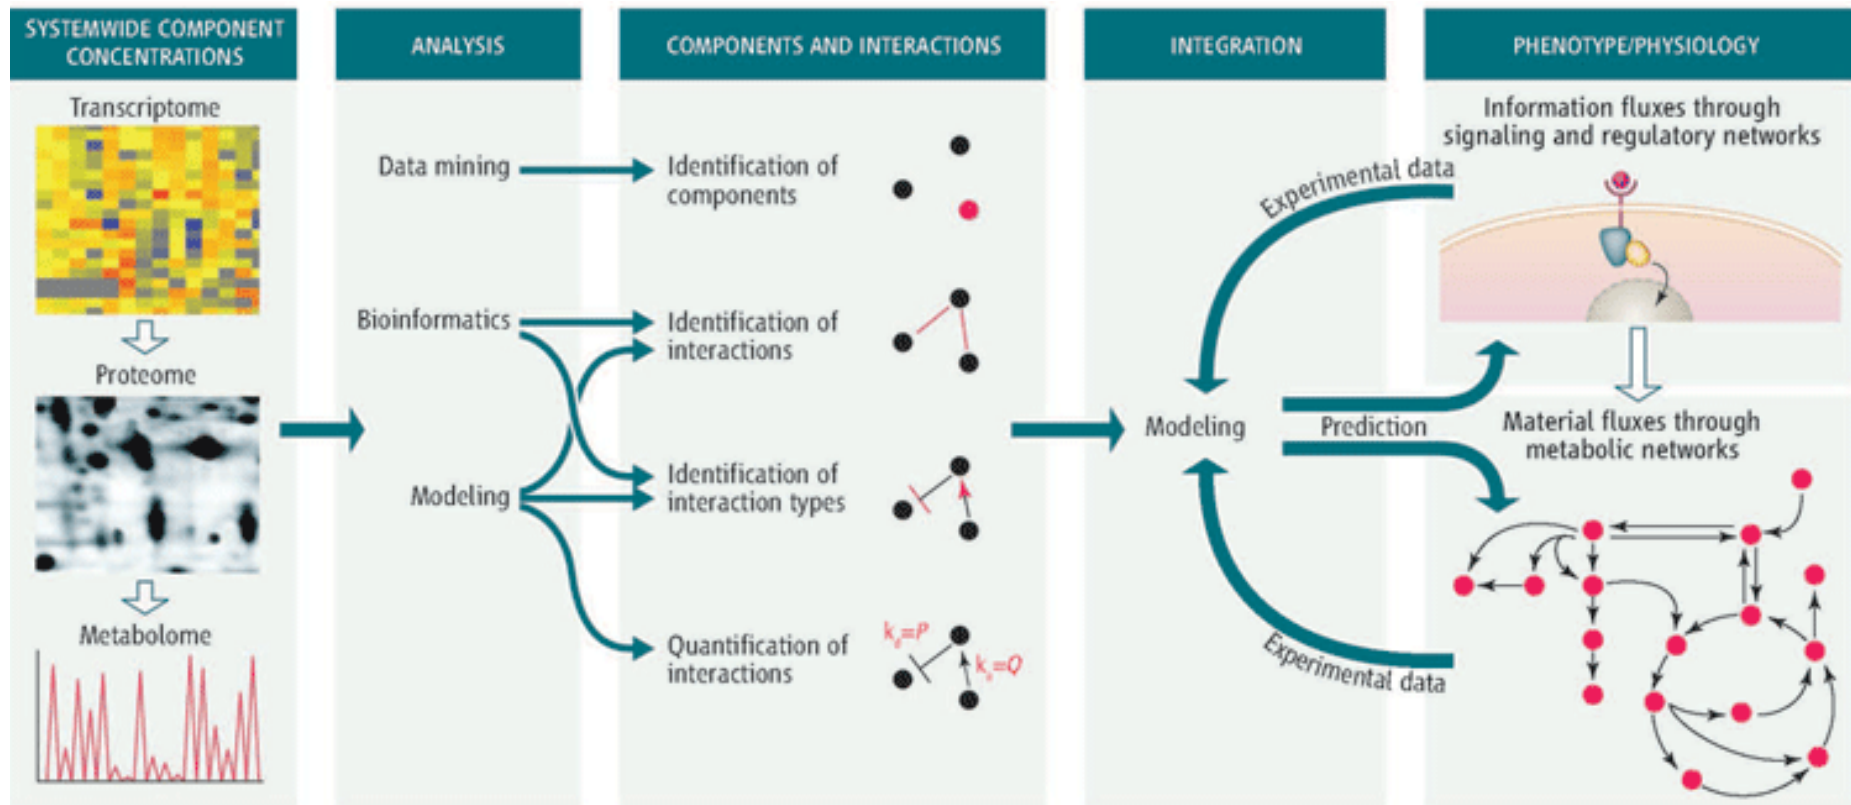 SYSTEMWIDE COMPONENT
CONCENTRATIONS
Transcriptome
Proteome
Metabolome
ANALYSIS
Data mining
Bioinformatics
Modeling
COMPONENTS AND INTERACTIONS
Identification of
components
Identification of
interactions
Identification of
interaction types
Quantification of
interactions
=P
=Q
INTEGRATION
Experimental data
Modeling
Prediction
Experimental data
PHENOTYPE/PHYSIOLOGY
Information fluxes through
signaling and regulatory networks
Material fluxes through
metabolic networks